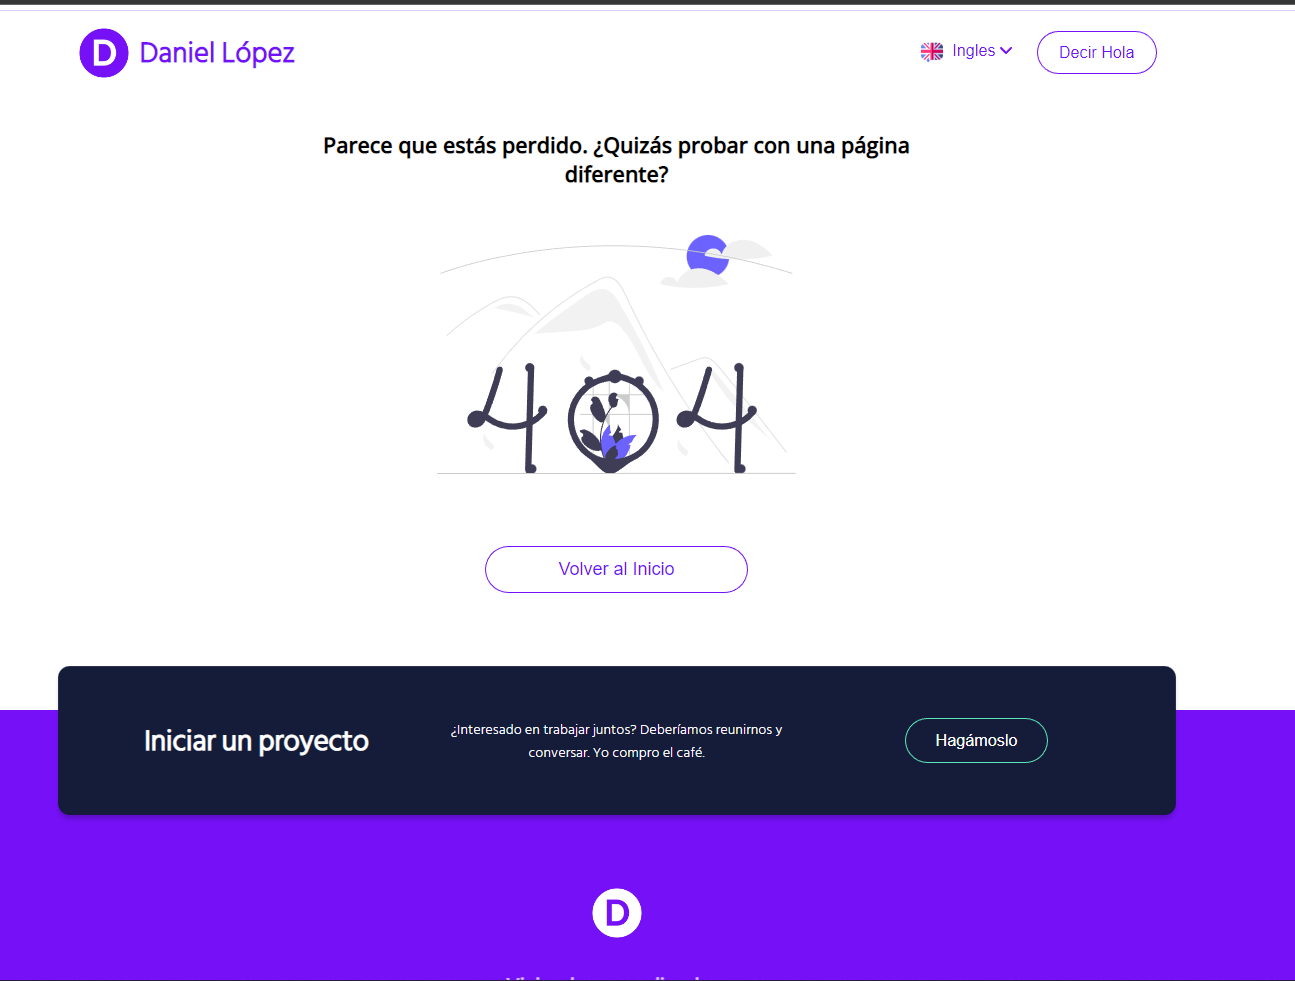 D Daniel López
Ingles
Decir Hola
Parece que estás perdido. ¿Quizás probar con una página
diferente?
404
Volver al Inicio
Iniciar un proyecto
¿Interesado en trabajar juntos? Deberíamos reunirnos y
conversar. Yo compro el café.
Hagámoslo
D